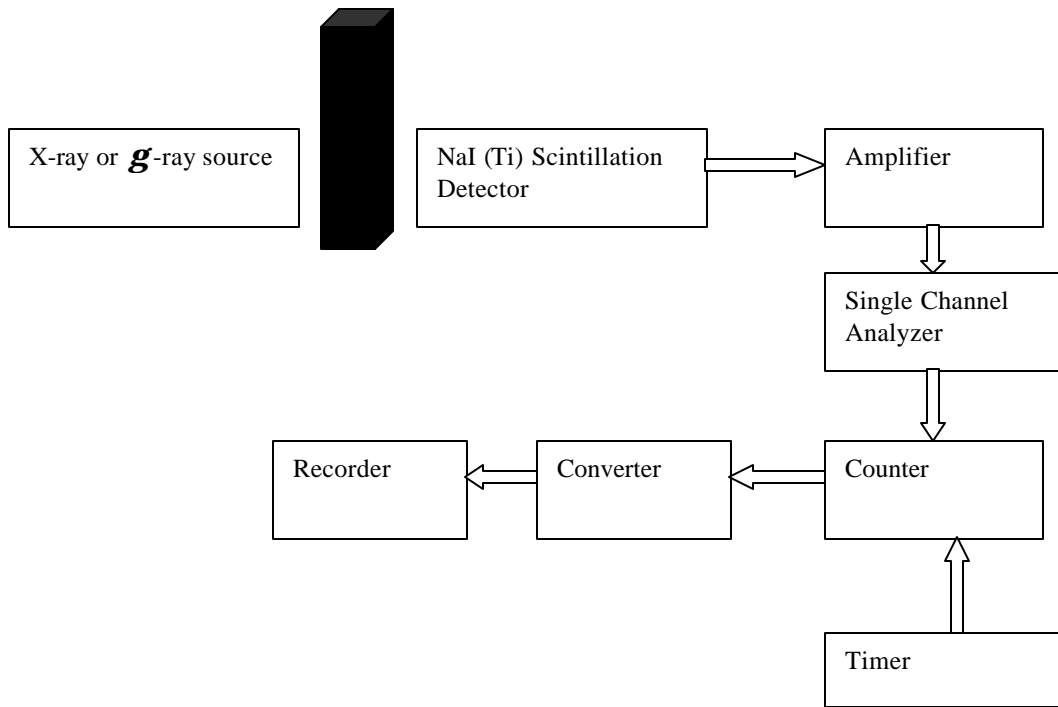 X-ray or g-ray source
NaI (Ti) Scintillation
Detector
Amplifier
Single Channel
Analyzer
Recorder
Converter
Counter
Timer